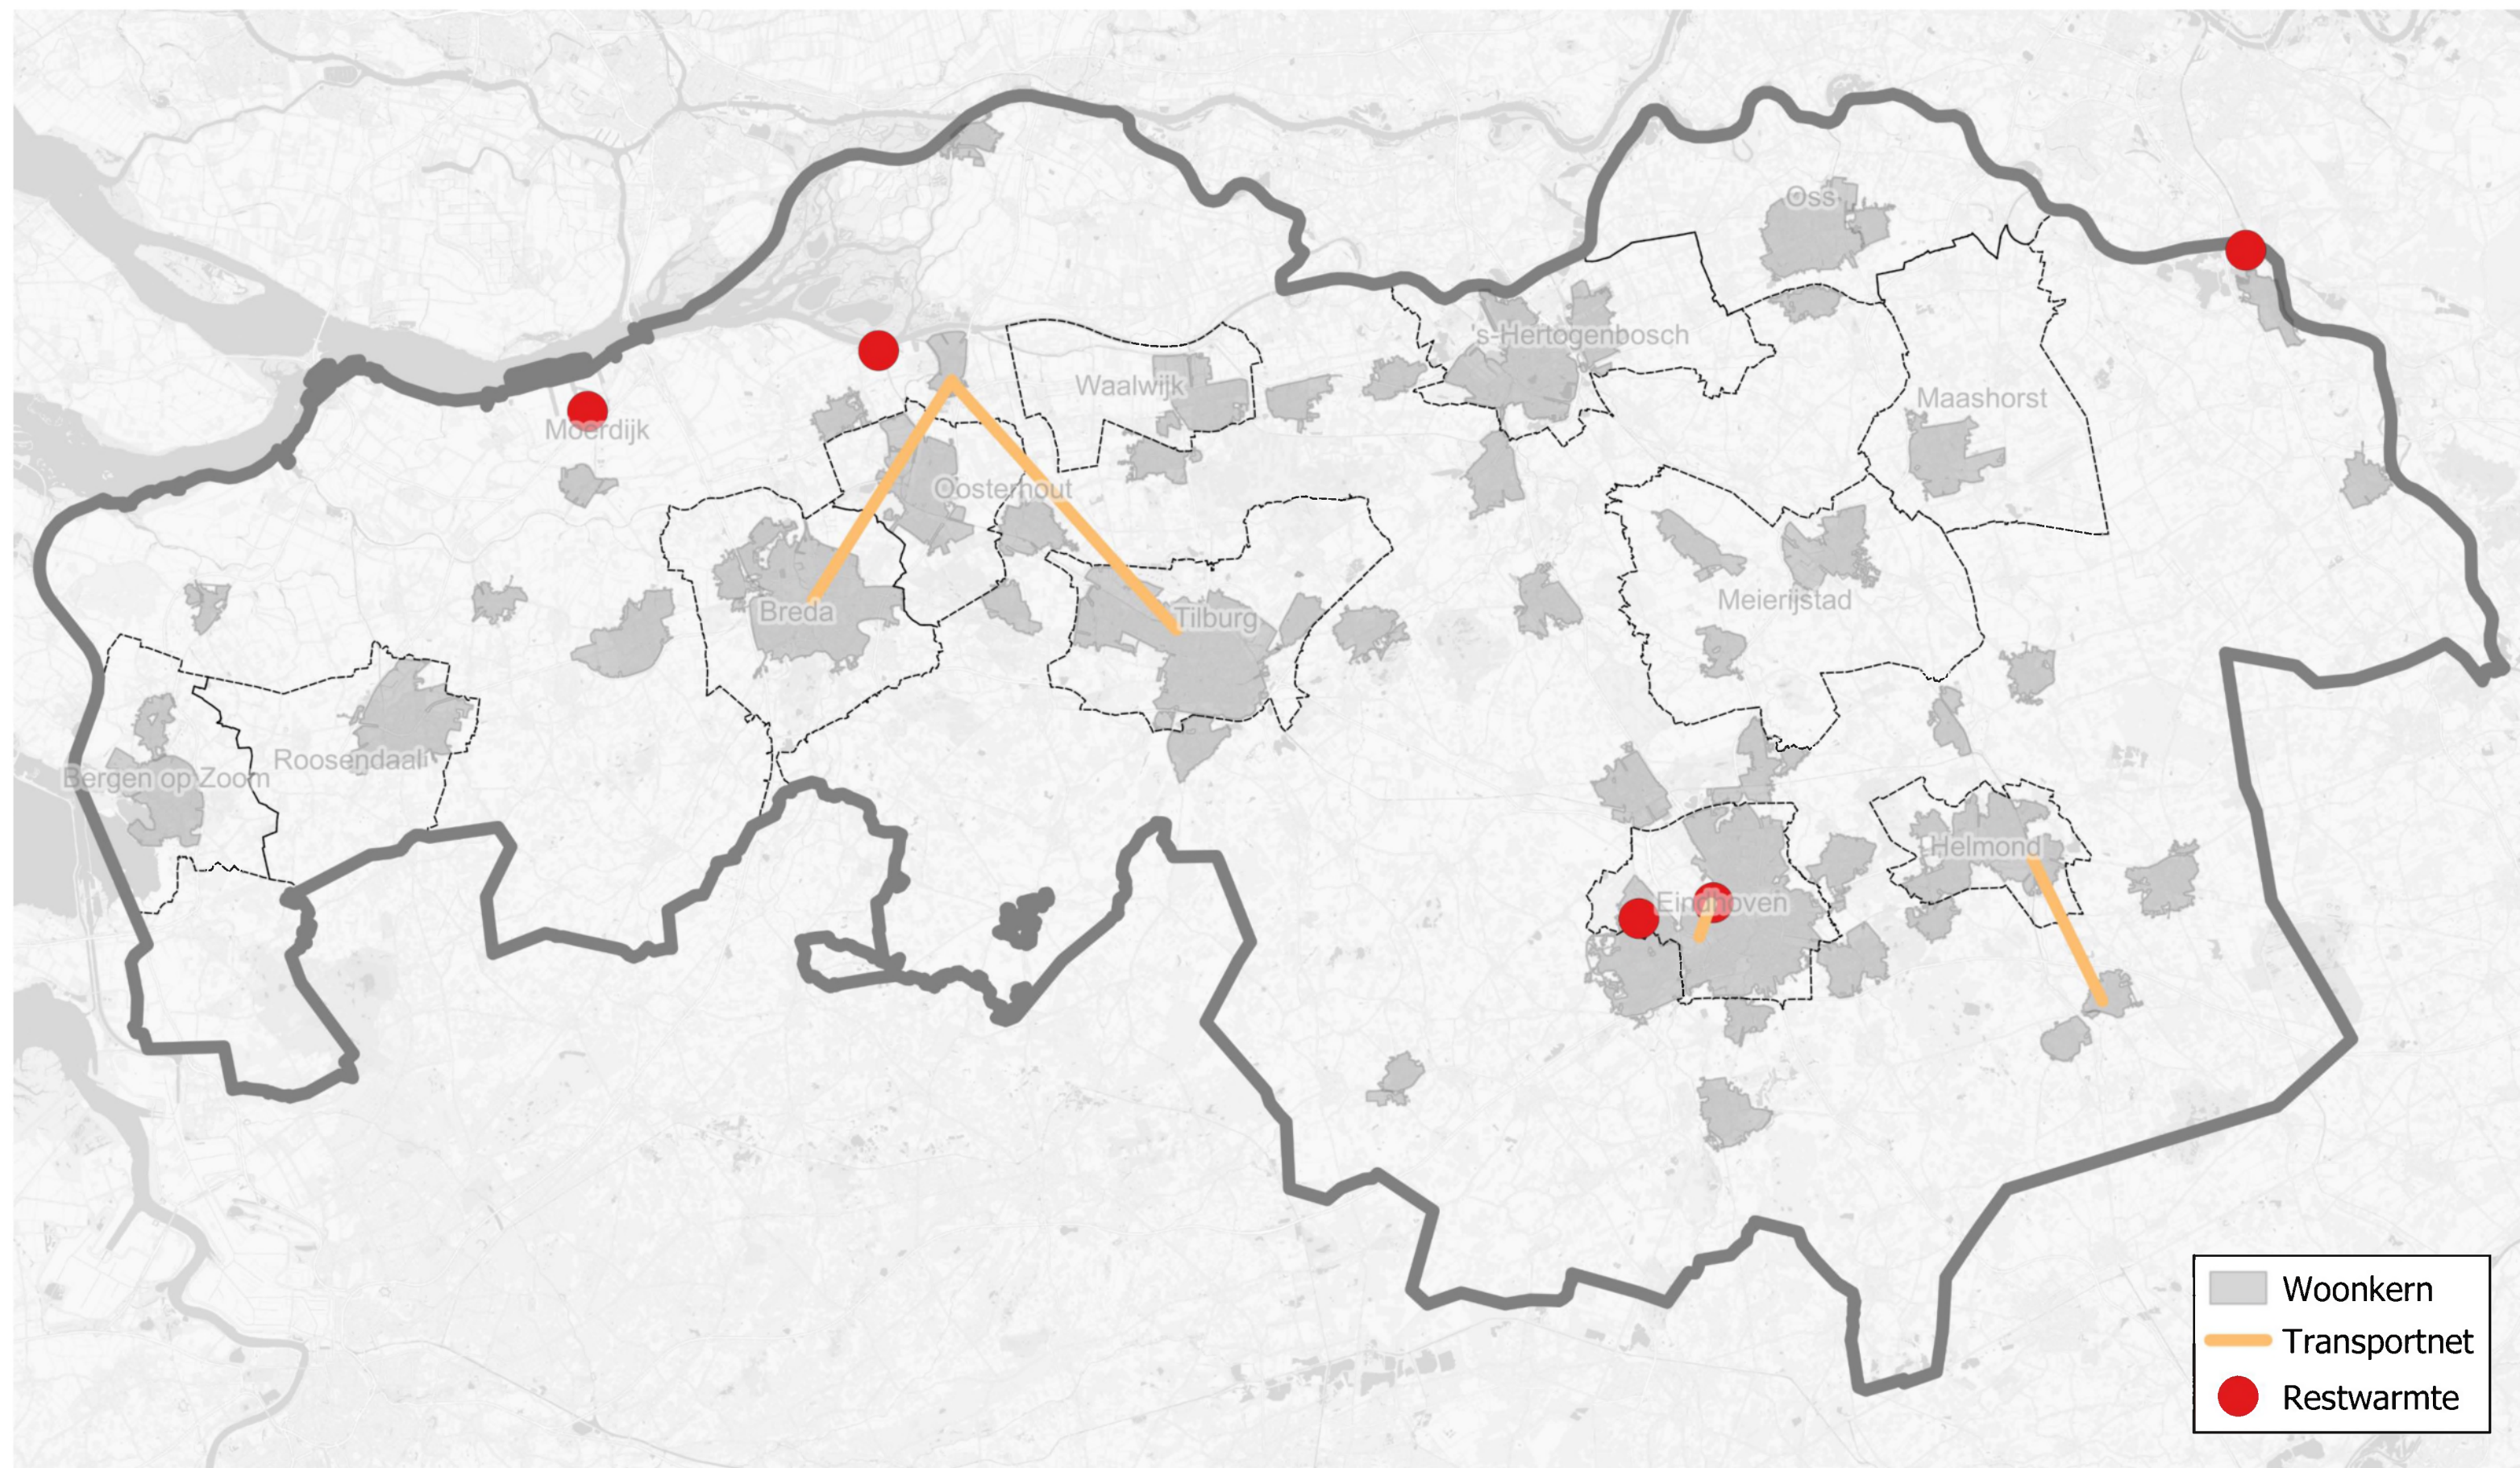 Oss
's-Hertogenbosch
Waalwijk
Maashorst
Moerdijk
Oosterhout
Breda
Tilburg
Meierijstad
Roosendaal
Bergen op Zoom
Helmond
Eindhoven
Woonkern
Transportnet
Restwarmte